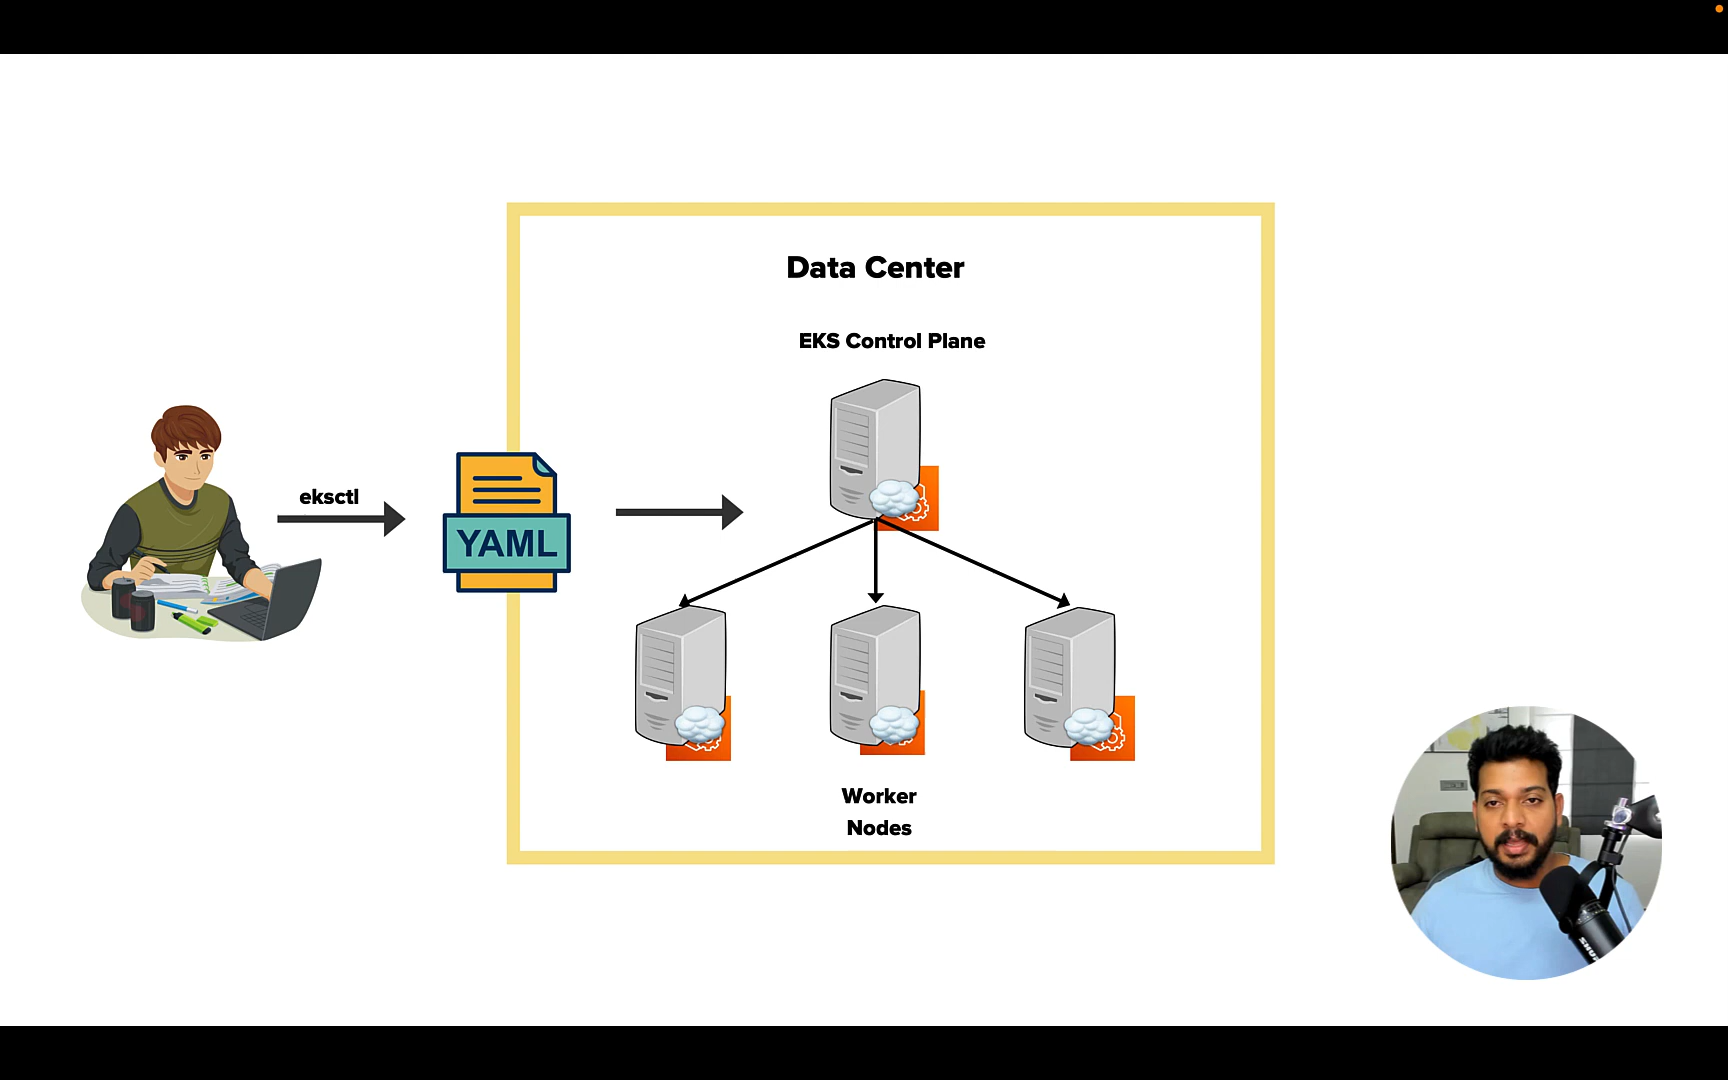 Data Center
EKS Control Plane
eksctl
YAML
Worker
Nodes